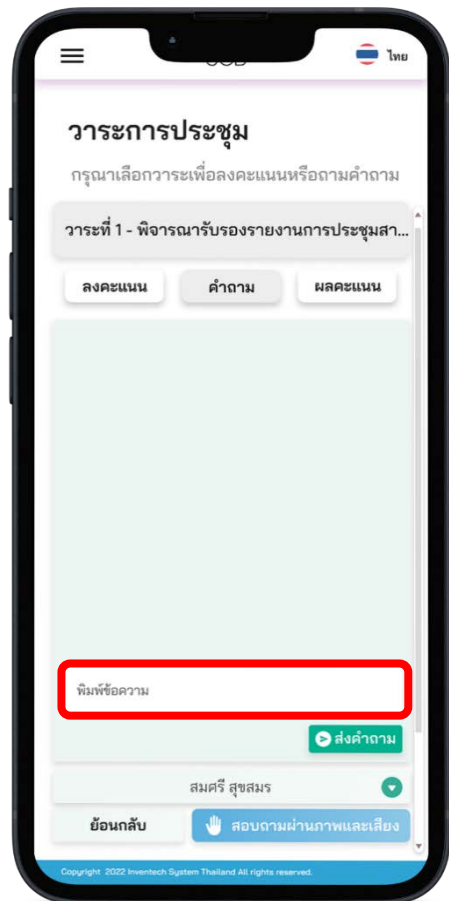 ไทย
วาระการประชุม
กรุณาเลือกวาระเพื่อลงคะแนนหรือถามคำถาม
วาระที่ 1 - พิจารณารับรองรายงานการประชุมสา...
ลงคะแนน คำถาม ผลคะแนน
พิมพ์ข้อความ
ส่งคำถาม
สมศรี สุขสมร
ย้อนกลับ สอบถามผ่านภาพและเสียง
Copyright 2022 Inventech System Thailand All rights reserved.